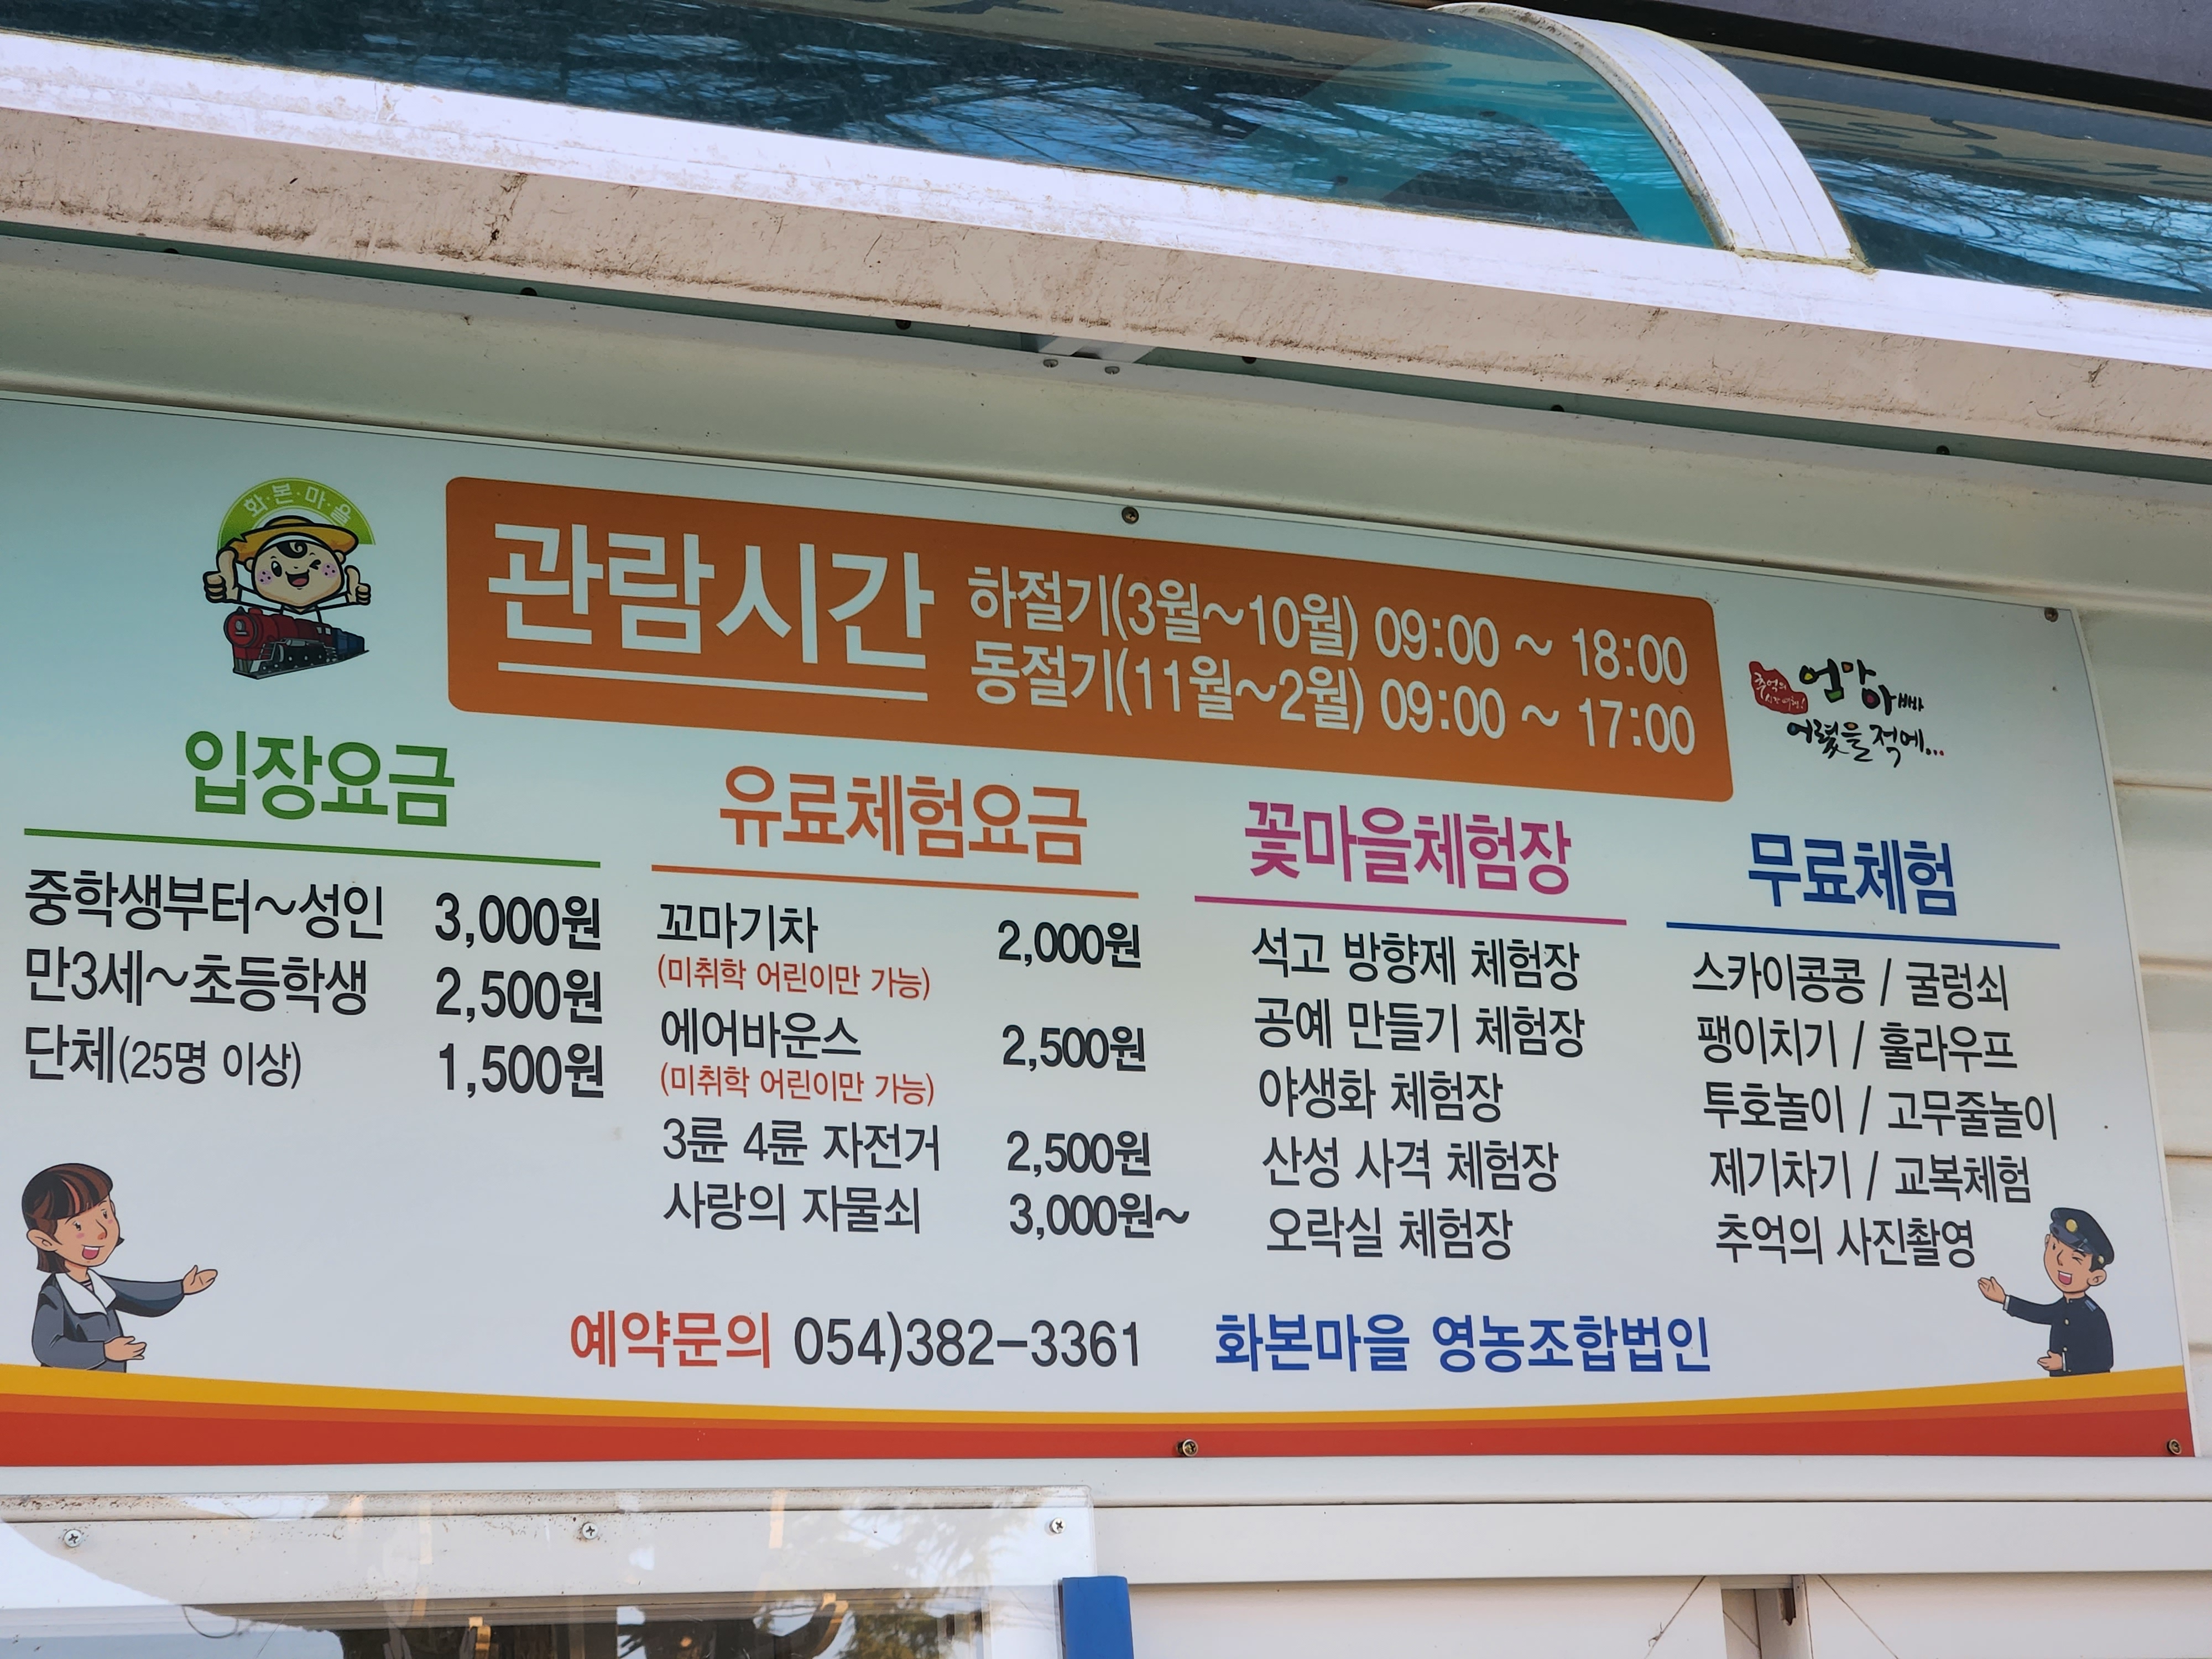 화·본·마·을
관람시간
하절기(3월~10월) 09:00 ~ 18:00
동절기(11월~2월) 09:00 ~ 17:00
추억의
시간여행!
엄마아빠
어렸을적에...
입장요금
중학생부터~성인 3,000원
만3세~초등학생 2,500원
단체(25명 이상) 1,500원
유료체험요금
꼬마기차 2,000원
(미취학 어린이만 가능)
에어바운스 2,500원
(미취학 어린이만 가능)
3륜 4륜 자전거 2,500원
사랑의 자물쇠 3,000원~
꽃마을체험장
석고 방향제 체험장
공예 만들기 체험장
야생화 체험장
산성 사격 체험장
오락실 체험장
무료체험
스카이콩콩 / 굴렁쇠
팽이치기 / 훌라우프
투호놀이 / 고무줄놀이
제기차기 / 교복체험
추억의 사진촬영
예약문의 054)382-3361 화본마을 영농조합법인